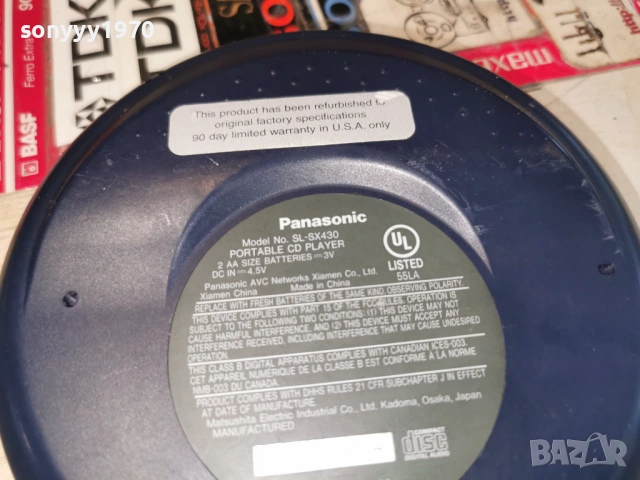 sonyyy1970
90
Ferro Extra
BASF
TDK
TDK
maxell
http://
This product has been refurbished to
original factory specifications
90 day limited warranty in U.S.A. only
Panasonic
Model No. SL-SX430
PORTABLE CD PLAYER
2 AA SIZE BATTERIES ⎓ 3V
DC IN ⎓ 4.5V
UL
LISTED
55LA
Panasonic AVC Networks Xiamen Co., Ltd.
Xiamen China Made in China
REPLACE WITH FRESH BATTERIES OF THE SAME KIND, OBSERVING POLARITY.
THIS DEVICE COMPLIES WITH PART 15 OF THE FCC RULES. OPERATION IS
SUBJECT TO THE FOLLOWING TWO CONDITIONS: (1) THIS DEVICE MAY NOT
CAUSE HARMFUL INTERFERENCE, AND (2) THIS DEVICE MUST ACCEPT ANY
INTERFERENCE RECEIVED, INCLUDING INTERFERENCE THAT MAY CAUSE UNDESIRED
OPERATION.
THIS CLASS B DIGITAL APPARATUS COMPLIES WITH CANADIAN ICES-003.
CET APPAREIL NUMÉRIQUE DE LA CLASSE B EST CONFORME À LA NORME
NMB-003 DU CANADA.
PRODUCT COMPLIES WITH DHHS RULES 21 CFR SUBCHAPTER J IN EFFECT
AT DATE OF MANUFACTURE.
Matsushita Electric Industrial Co., Ltd. Kadoma, Osaka, Japan
MANUFACTURED
COMPACT
disc
DIGITAL AUDIO
BAZAR